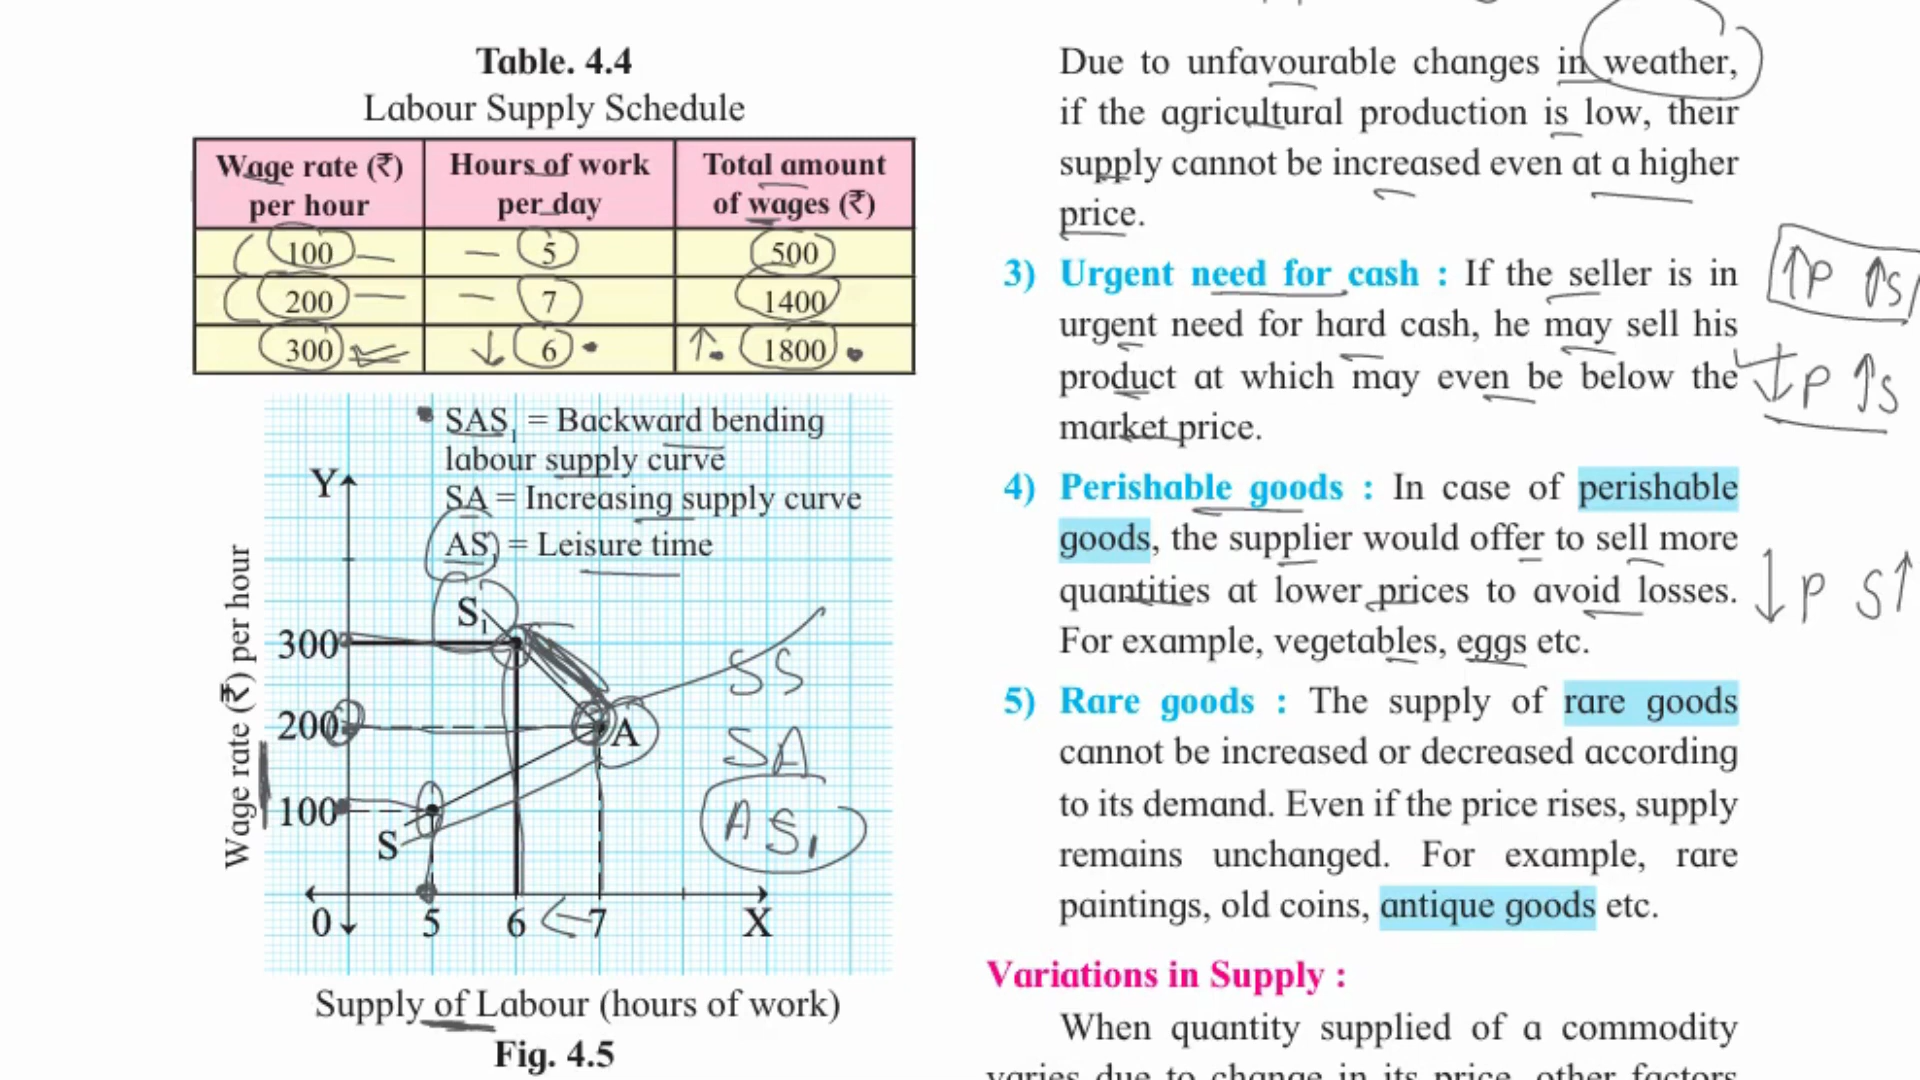 Table. 4.4
Labour Supply Schedule
Wage rate (₹) per hour
Hours of work per day
Total amount of wages (₹)
100 5 500
200 7 1400
300 6 1800
SAS₁ = Backward bending
labour supply curve
SA = Increasing supply curve
AS₁ = Leisure time
Y
S₁
300
200
100
A
S
0 5 6 7 X
Wage rate (₹) per hour
SS
SA
AS₁
Supply of Labour (hours of work)
Fig. 4.5
Due to unfavourable changes in weather,
if the agricultural production is low, their
supply cannot be increased even at a higher
price.
3) Urgent need for cash : If the seller is in
urgent need for hard cash, he may sell his
product at which may even be below the
market price.
↑P ↑S
↓P ↑S
4) Perishable goods : In case of perishable
goods, the supplier would offer to sell more
quantities at lower prices to avoid losses.
For example, vegetables, eggs etc.
↓P S↑
5) Rare goods : The supply of rare goods
cannot be increased or decreased according
to its demand. Even if the price rises, supply
remains unchanged. For example, rare
paintings, old coins, antique goods etc.
Variations in Supply :
When quantity supplied of a commodity
varies due to change in its price, other factors